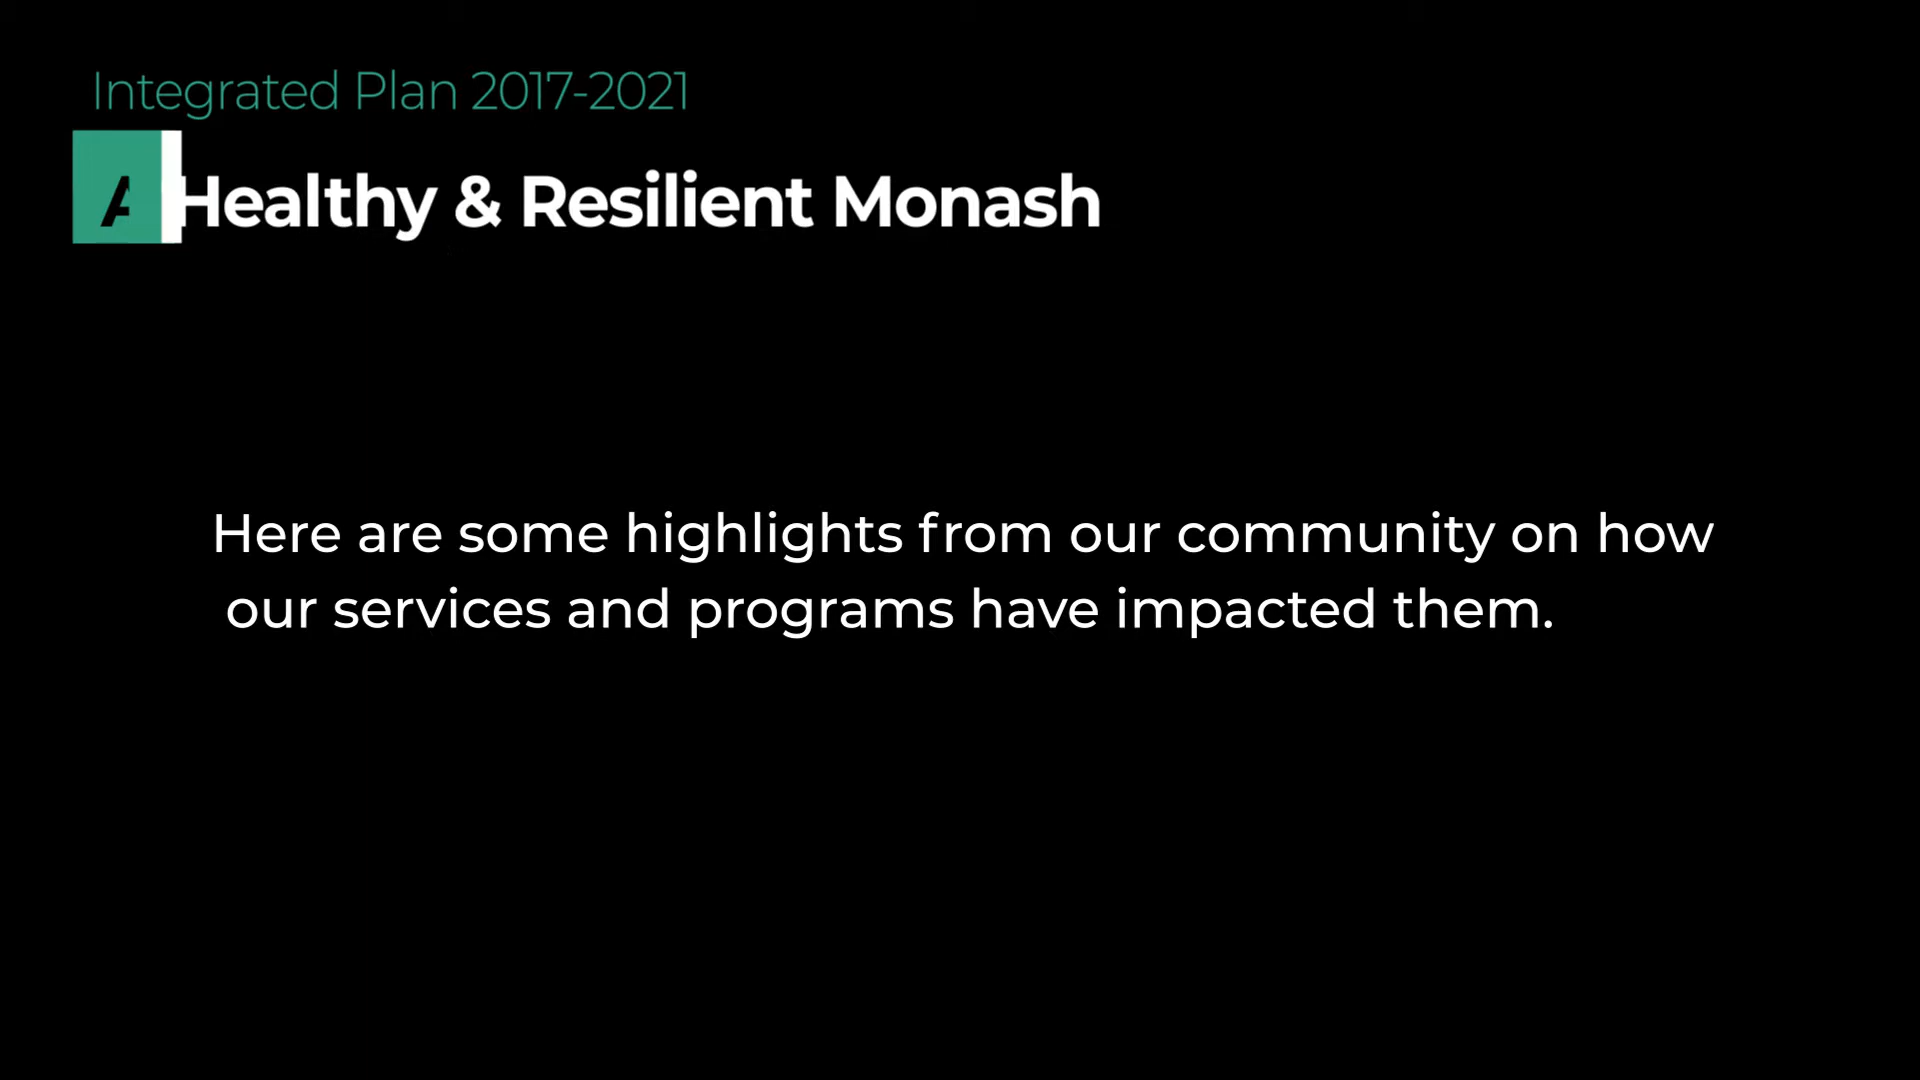 Integrated Plan 2017-2021
A Healthy & Resilient Monash
Here are some highlights from our community on how
our services and programs have impacted them.